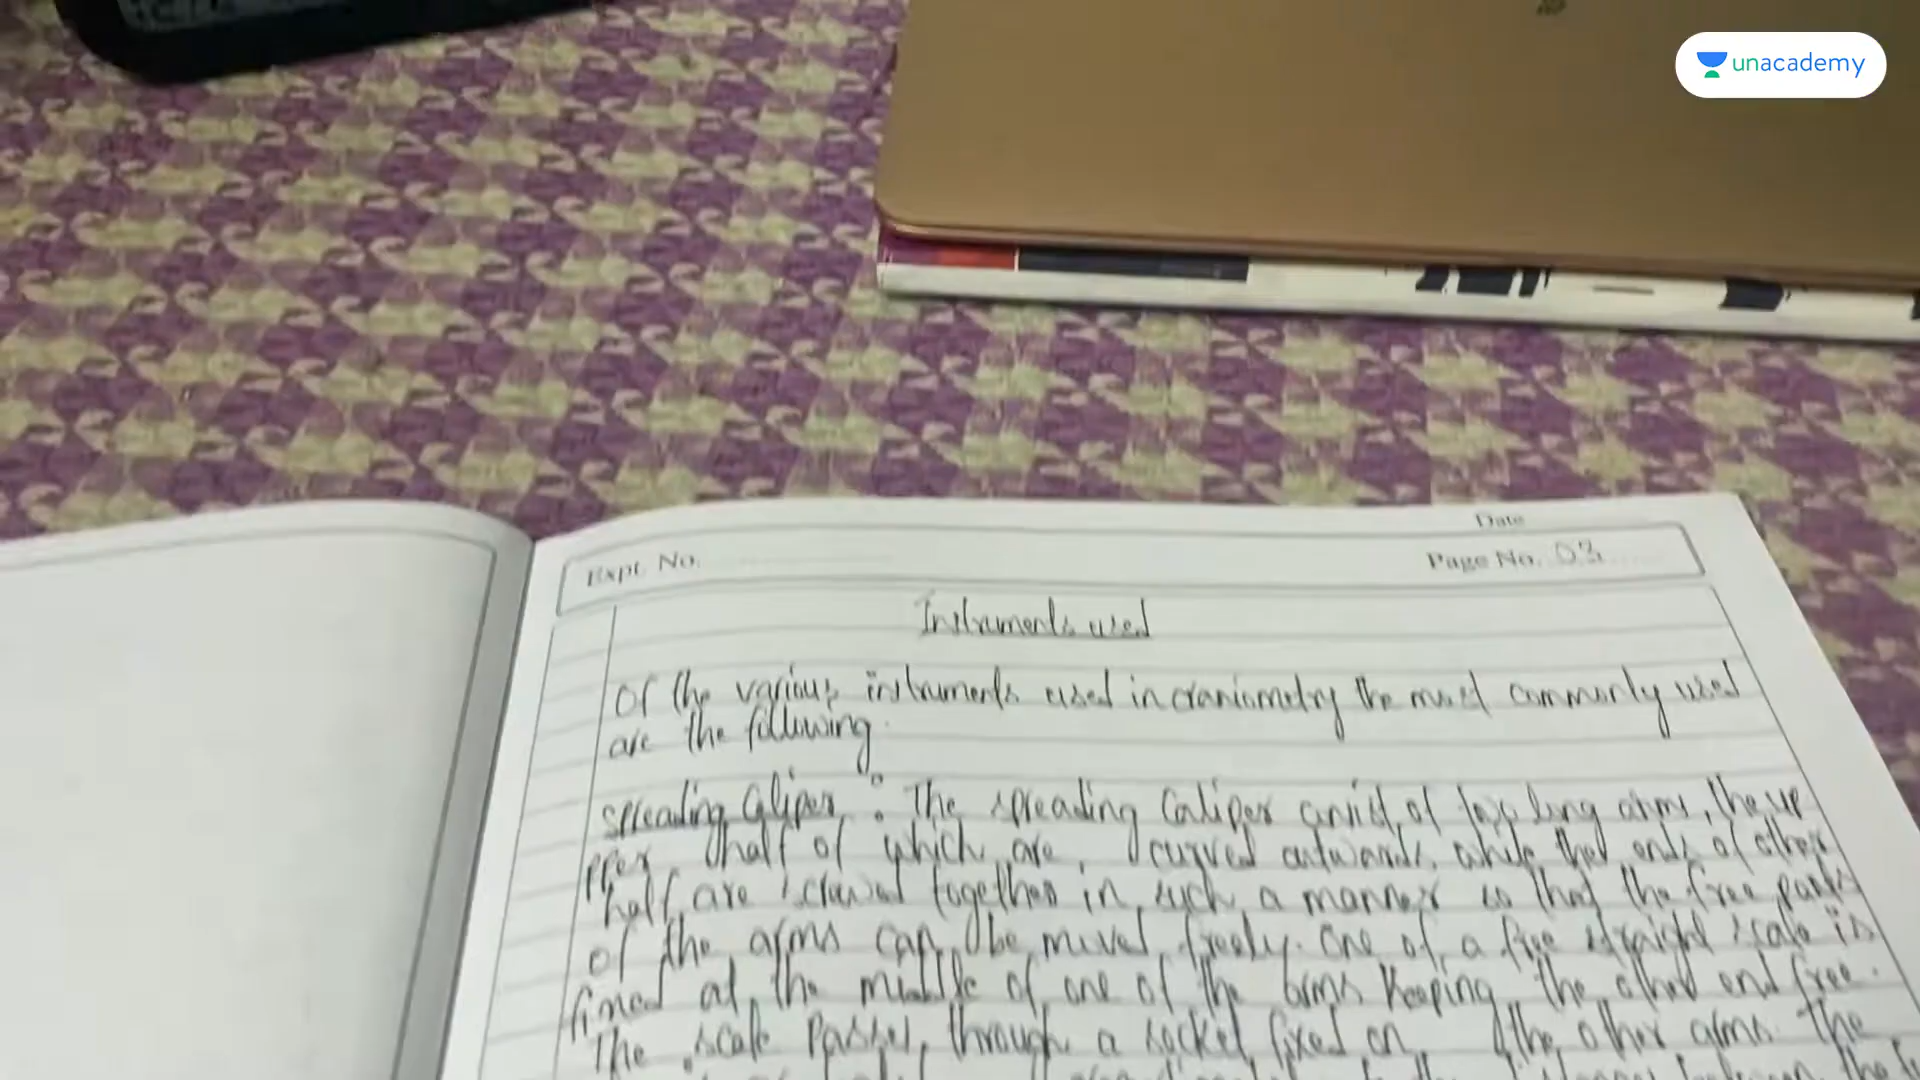 unacademy
Date
Expt. No.
Page No. 03
Instruments used
Of the various instruments used in craniometry the most commonly used
are the following.
Spreading Caliper : The spreading Caliper consist of two long arms, the up
pper half of which are curved outwards, while the ends of other
half are screwed together in such a manner so that the free parts
of the arms can be moved freely. One of a free straight scale is
fixed at the middle of one of the arms keeping the other end free.
The scale passes through a socket fixed on the other arms. The